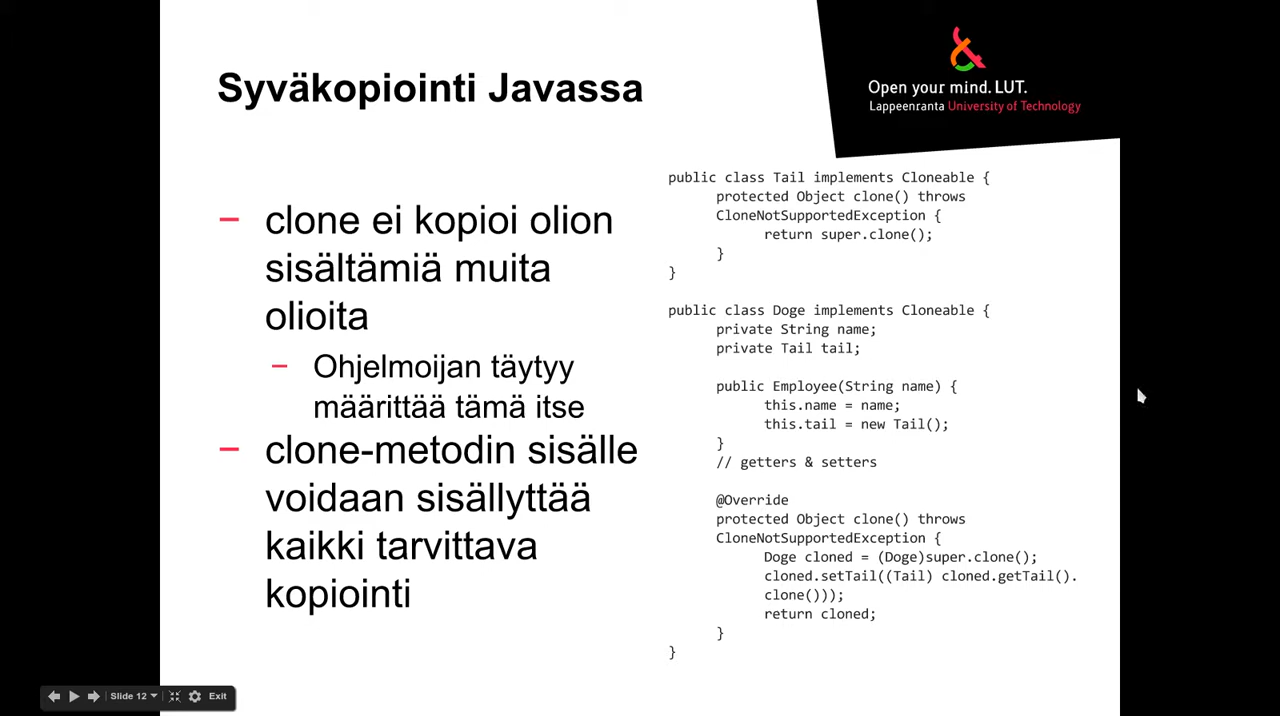 Syväkopiointi Javassa
Open your mind. LUT.
Lappeenranta University of Technology
− clone ei kopioi olion
sisältämiä muita
olioita
− Ohjelmoijan täytyy
määrittää tämä itse
− clone-metodin sisälle
voidaan sisällyttää
kaikki tarvittava
kopiointi
public class Tail implements Cloneable {
protected Object clone() throws
CloneNotSupportedException {
return super.clone();
}
}
public class Doge implements Cloneable {
private String name;
private Tail tail;
public Employee(String name) {
this.name = name;
this.tail = new Tail();
}
// getters & setters
@Override
protected Object clone() throws
CloneNotSupportedException {
Doge cloned = (Doge)super.clone();
cloned.setTail((Tail) cloned.getTail().
clone()));
return cloned;
}
}
Slide 12 Exit